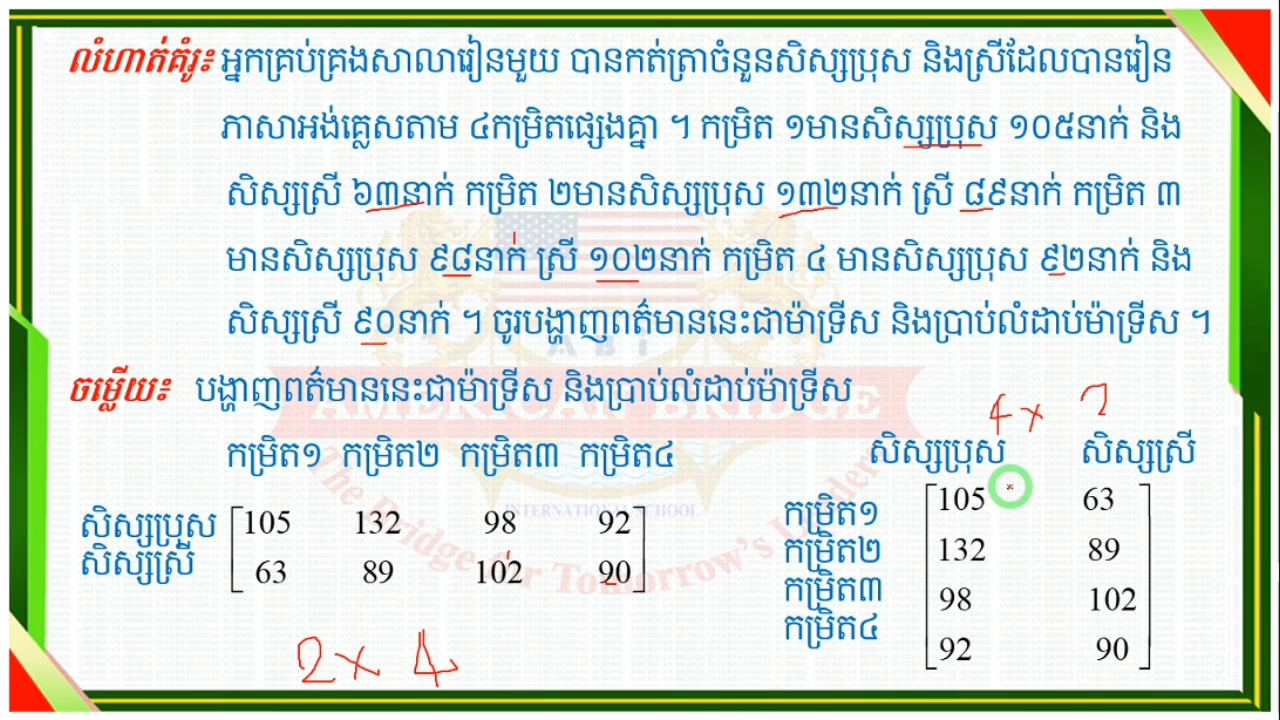 លំហាត់គំរូ៖ អ្នកគ្រប់គ្រងសាលារៀនមួយ បានកត់ត្រាចំនួនសិស្សប្រុស និងស្រីដែលបានរៀន
ភាសាអង់គ្លេសតាម ៤កម្រិតផ្សេងគ្នា ។ កម្រិត ១មានសិស្សប្រុស ១០៥នាក់ និង
សិស្សស្រី ៦៣នាក់ កម្រិត ២មានសិស្សប្រុស ១៣២នាក់ ស្រី ៨៩នាក់ កម្រិត ៣
មានសិស្សប្រុស ៩៨នាក់ ស្រី ១០២នាក់ កម្រិត ៤ មានសិស្សប្រុស ៩២នាក់ និង
សិស្សស្រី ៩០នាក់ ។ ចូរបង្ហាញពត៌មាននេះជាម៉ាទ្រីស និងប្រាប់លំដាប់ម៉ាទ្រីស ។
ចម្លើយ៖ បង្ហាញពត៌មាននេះជាម៉ាទ្រីស និងប្រាប់លំដាប់ម៉ាទ្រីស
កម្រិត១ កម្រិត២ កម្រិត៣ កម្រិត៤
សិស្សប្រុស 105 132 98 92
សិស្សស្រី 63 89 102 90
2 x 4
4 x
សិស្សប្រុស សិស្សស្រី
កម្រិត១ 105 63
កម្រិត២ 132 89
កម្រិត៣ 98 102
កម្រិត៤ 92 90
ABI
AMERICAN BRIDGE
INTERNATIONAL SCHOOL
The Bridge for Tomorrow's Leaders